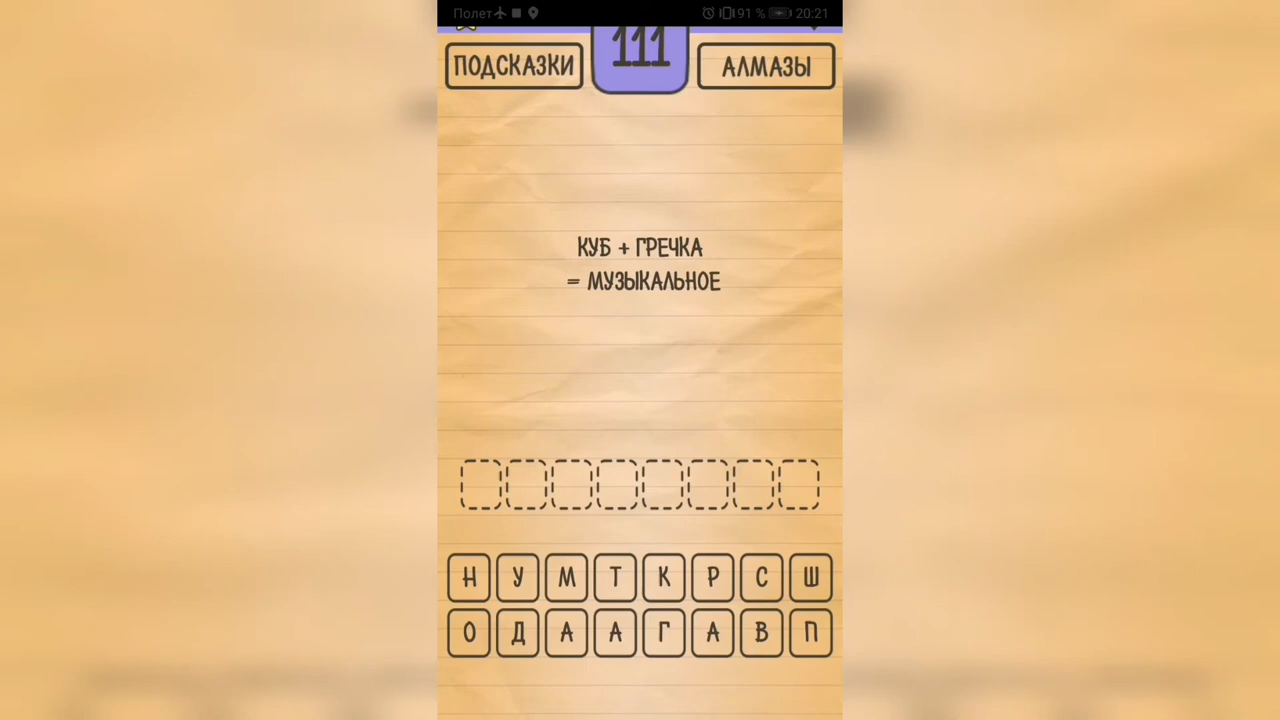 Полет 91 % 20:21
ПОДСКАЗКИ 111 АЛМАЗЫ
КУБ + ГРЕЧКА
= МУЗЫКАЛЬНОЕ
Н У М Т К Р С Ш
О Д А А Г А В П